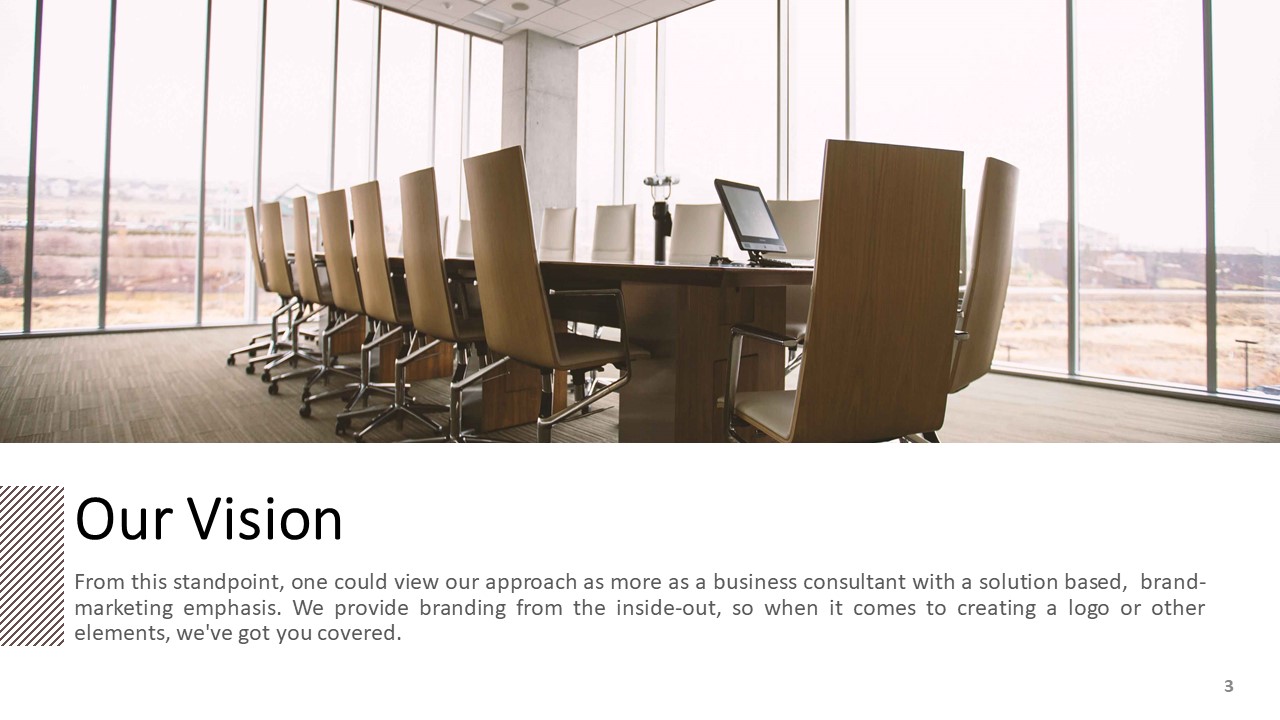 Our Vision
From this standpoint, one could view our approach as more as a business consultant with a solution based,  brand-
marketing emphasis. We provide branding from the inside-out, so when it comes to creating a logo or other
elements, we've got you covered.
3